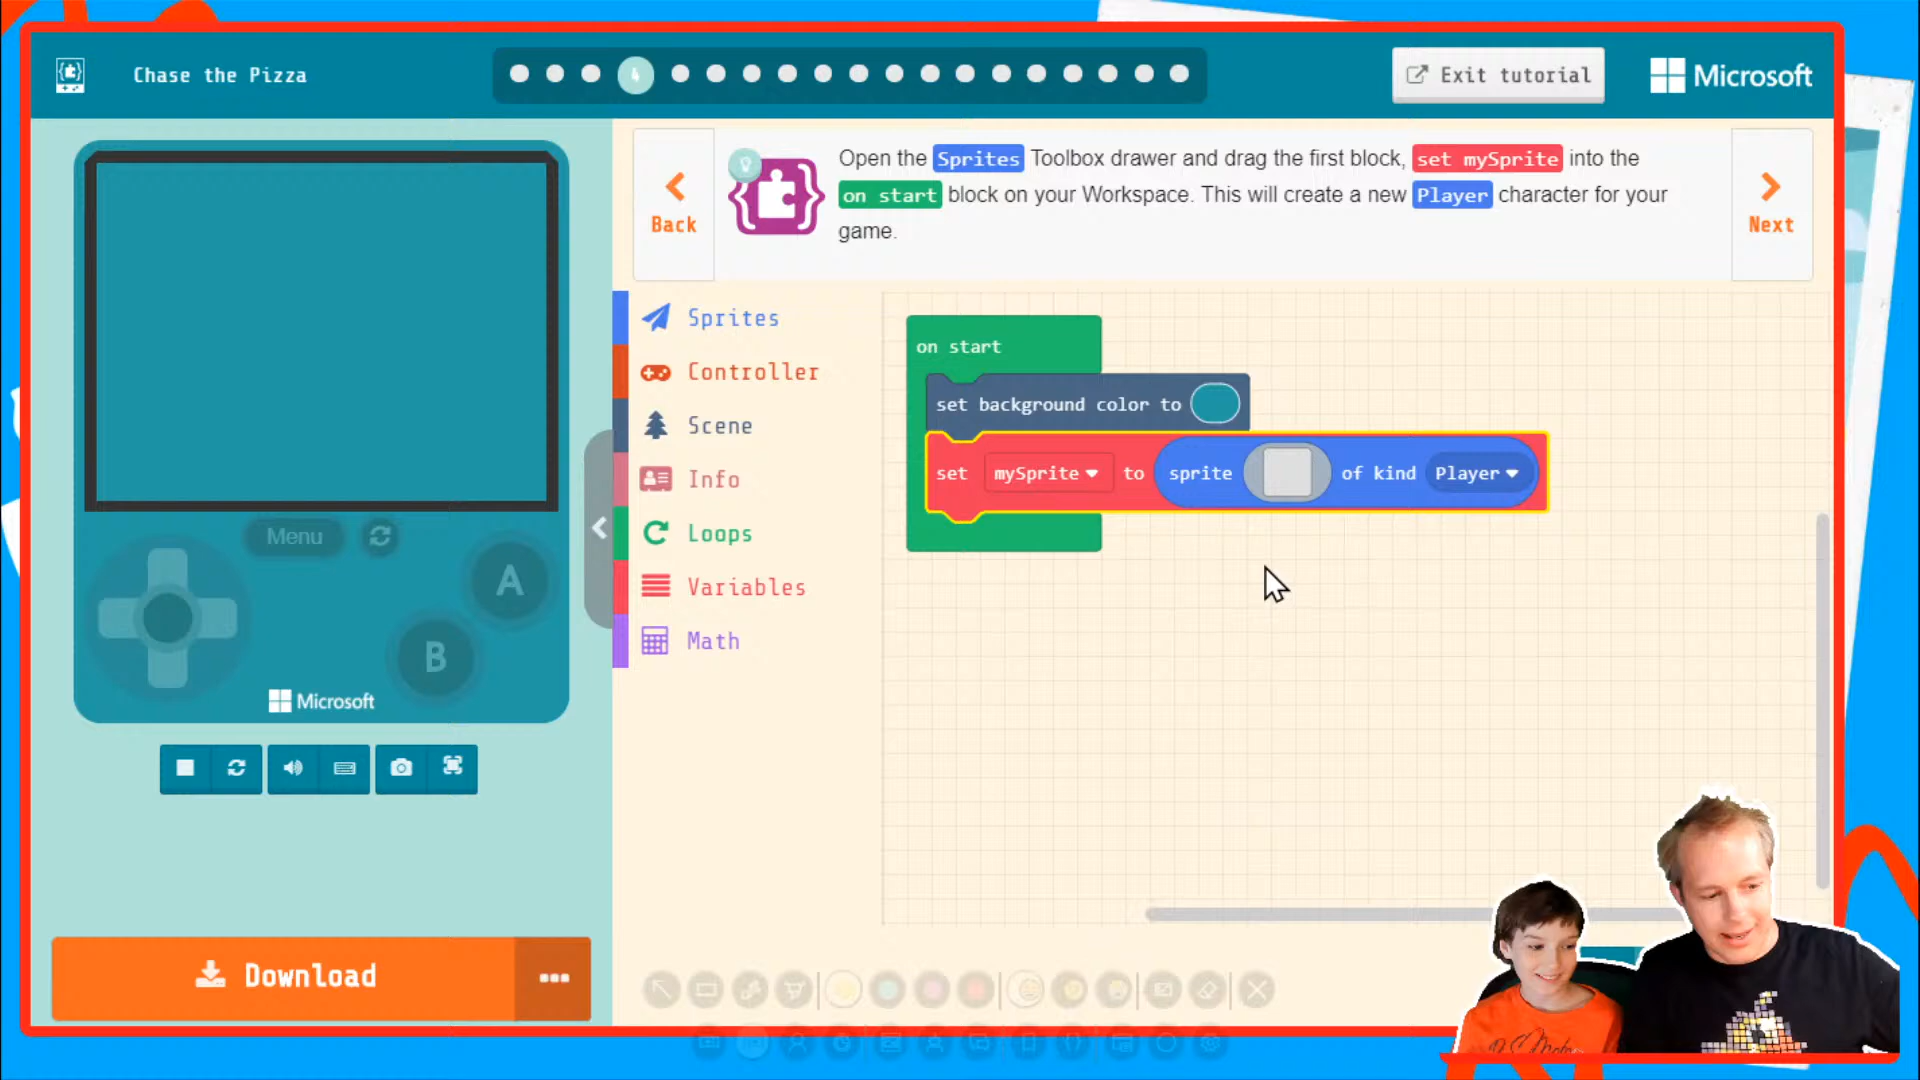 Chase the Pizza
4
Exit tutorial
Microsoft
Back
Open the Sprites Toolbox drawer and drag the first block, set mySprite into the
on start block on your Workspace. This will create a new Player character for your
game.
Next
Sprites
Controller
Scene
Info
Loops
Variables
Math
on start
set background color to
set mySprite to sprite of kind Player
Menu
A
B
Microsoft
Download